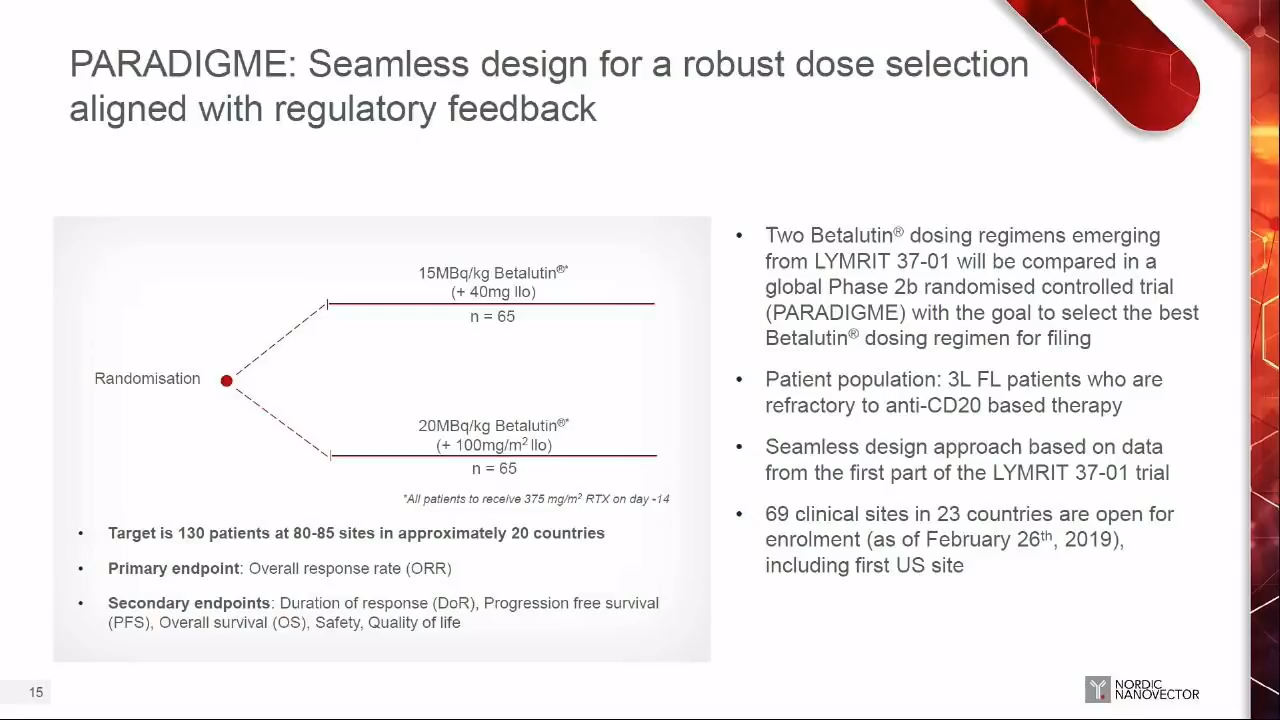 PARADIGME: Seamless design for a robust dose selection
aligned with regulatory feedback
15MBq/kg Betalutin®*
(+ 40mg llo)
n = 65
Randomisation
20MBq/kg Betalutin®*
(+ 100mg/m² llo)
n = 65
*All patients to receive 375 mg/m² RTX on day -14
• Target is 130 patients at 80-85 sites in approximately 20 countries
• Primary endpoint: Overall response rate (ORR)
• Secondary endpoints: Duration of response (DoR), Progression free survival
(PFS), Overall survival (OS), Safety, Quality of life
• Two Betalutin® dosing regimens emerging
from LYMRIT 37-01 will be compared in a
global Phase 2b randomised controlled trial
(PARADIGME) with the goal to select the best
Betalutin® dosing regimen for filing
• Patient population: 3L FL patients who are
refractory to anti-CD20 based therapy
• Seamless design approach based on data
from the first part of the LYMRIT 37-01 trial
• 69 clinical sites in 23 countries are open for
enrolment (as of February 26th, 2019),
including first US site
15
NORDIC
NANOVECTOR